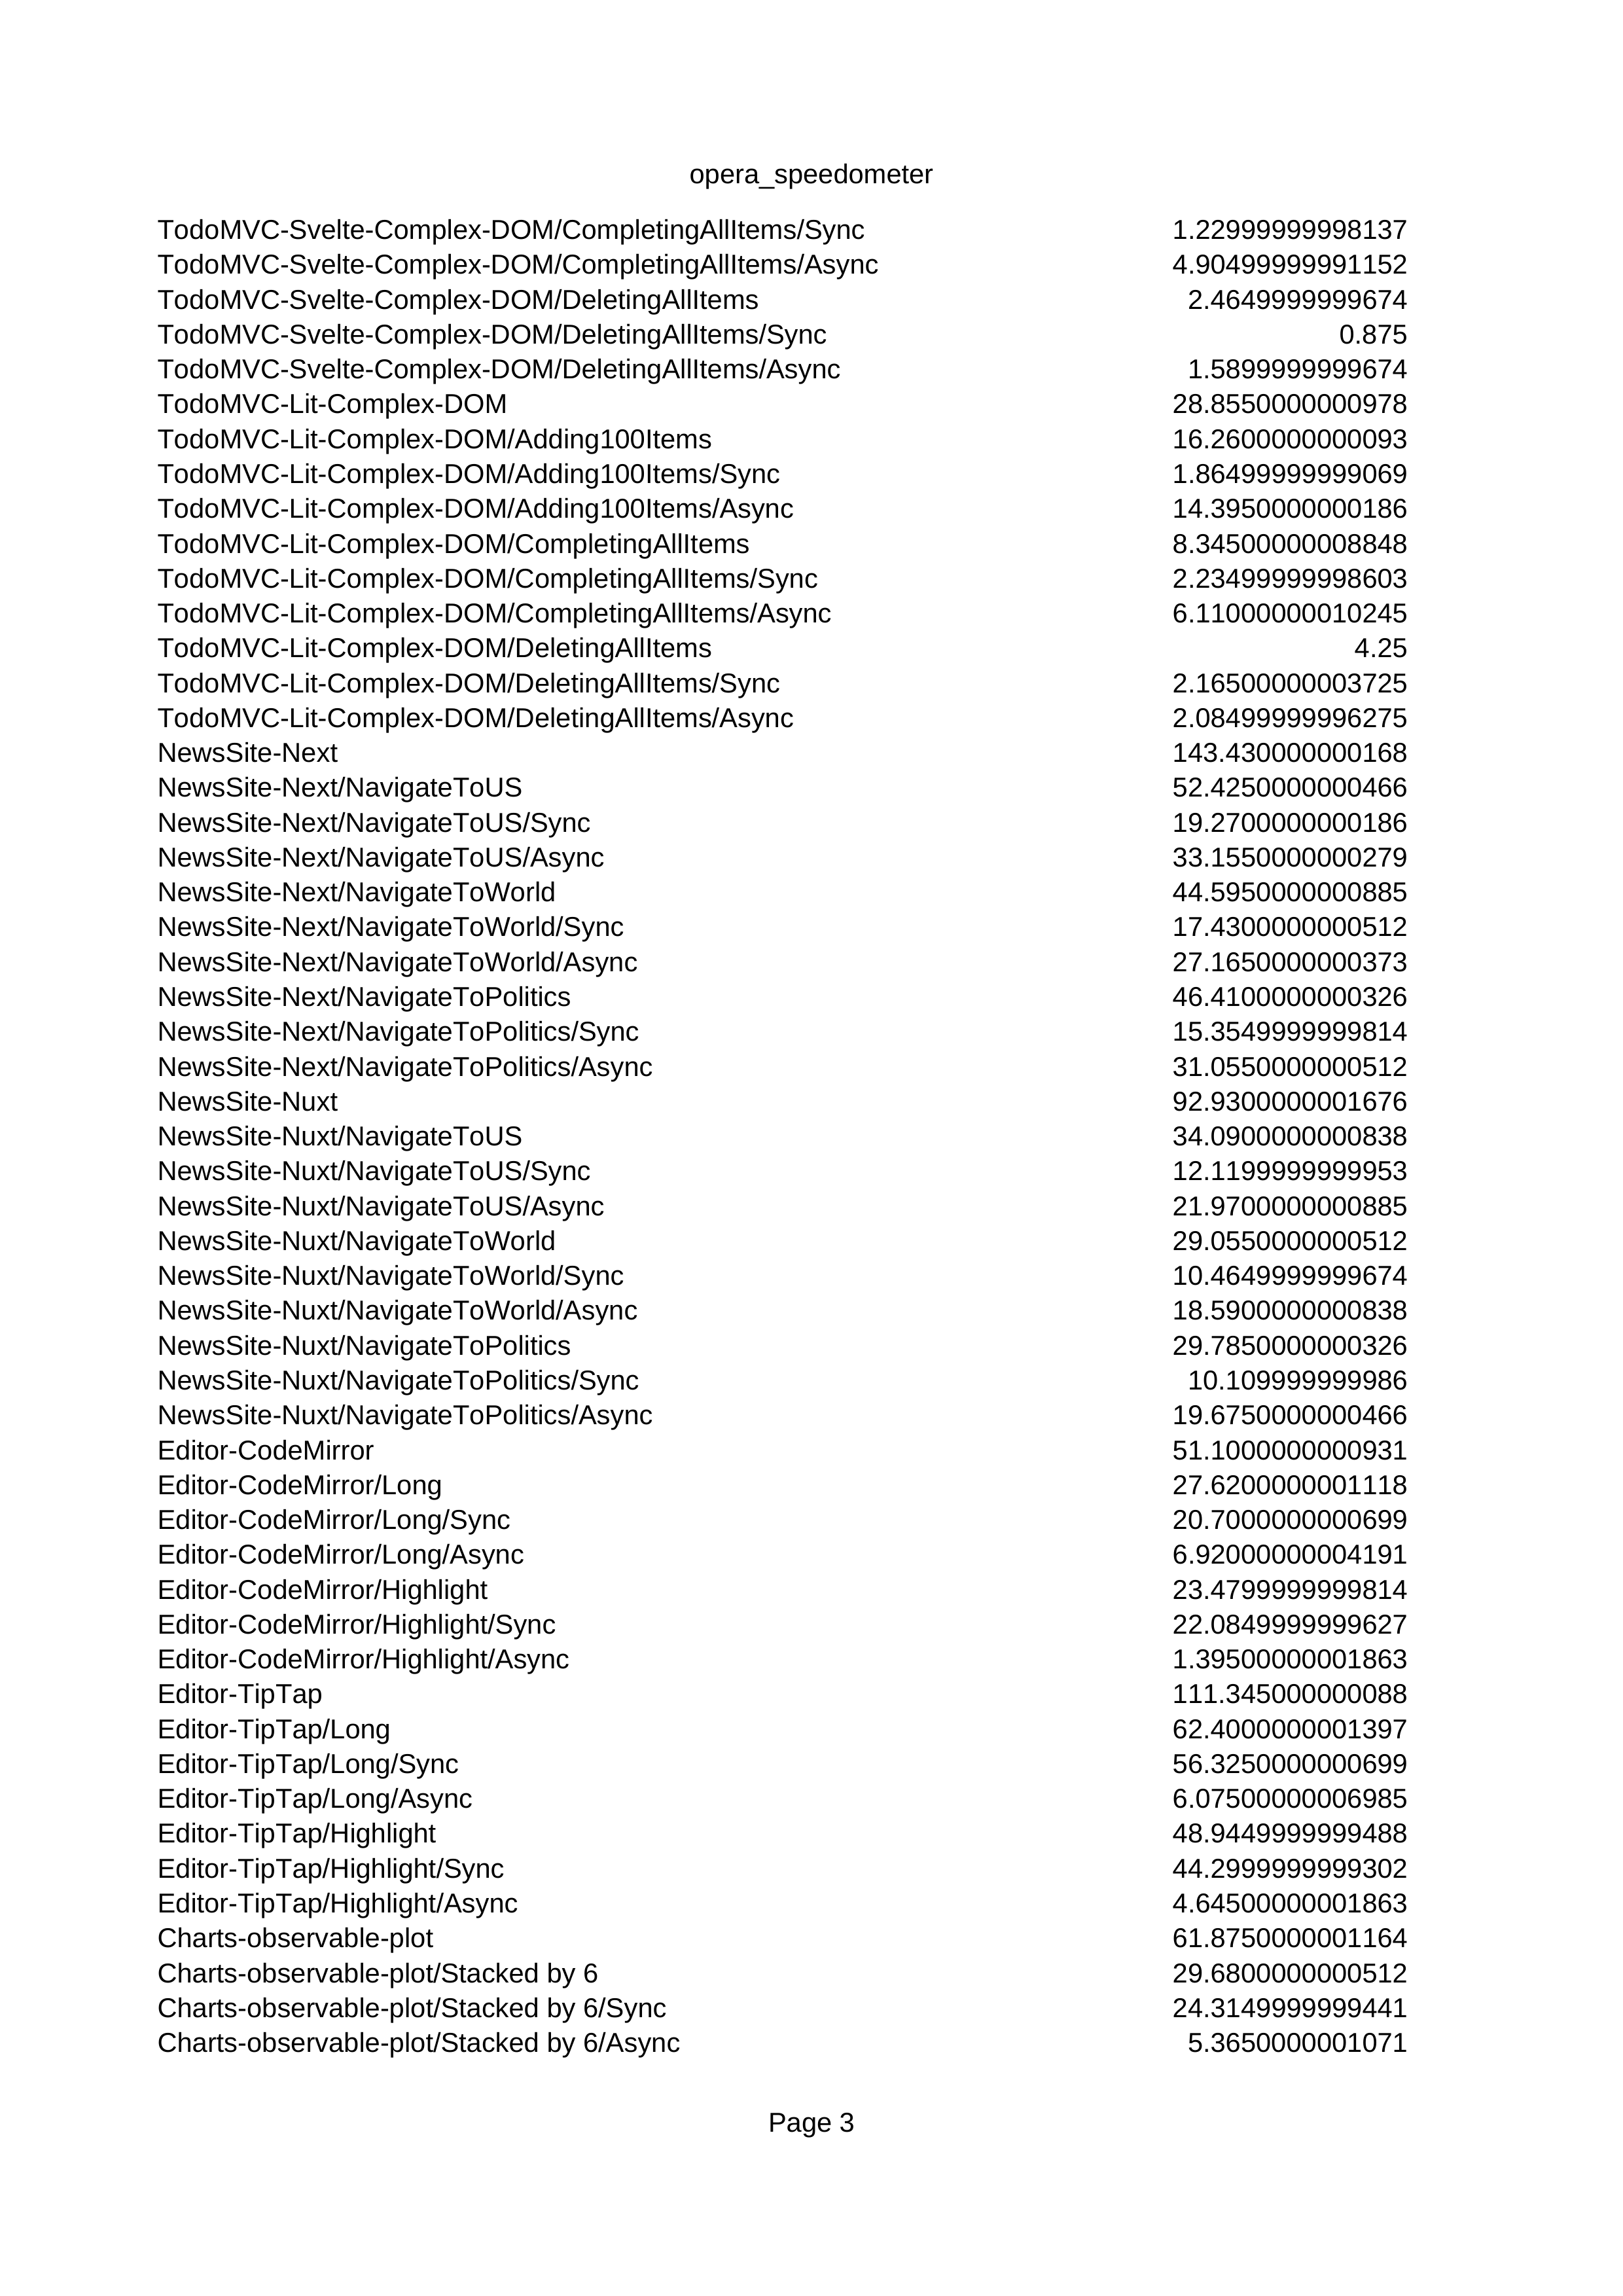 opera_speedometer
TodoMVC-Svelte-Complex-DOM/CompletingAllItems/Sync 1.22999999998137
TodoMVC-Svelte-Complex-DOM/CompletingAllItems/Async 4.90499999991152
TodoMVC-Svelte-Complex-DOM/DeletingAllItems 2.4649999999674
TodoMVC-Svelte-Complex-DOM/DeletingAllItems/Sync 0.875
TodoMVC-Svelte-Complex-DOM/DeletingAllItems/Async 1.5899999999674
TodoMVC-Lit-Complex-DOM 28.8550000000978
TodoMVC-Lit-Complex-DOM/Adding100Items 16.2600000000093
TodoMVC-Lit-Complex-DOM/Adding100Items/Sync 1.86499999999069
TodoMVC-Lit-Complex-DOM/Adding100Items/Async 14.3950000000186
TodoMVC-Lit-Complex-DOM/CompletingAllItems 8.34500000008848
TodoMVC-Lit-Complex-DOM/CompletingAllItems/Sync 2.23499999998603
TodoMVC-Lit-Complex-DOM/CompletingAllItems/Async 6.11000000010245
TodoMVC-Lit-Complex-DOM/DeletingAllItems 4.25
TodoMVC-Lit-Complex-DOM/DeletingAllItems/Sync 2.16500000003725
TodoMVC-Lit-Complex-DOM/DeletingAllItems/Async 2.08499999996275
NewsSite-Next 143.430000000168
NewsSite-Next/NavigateToUS 52.4250000000466
NewsSite-Next/NavigateToUS/Sync 19.2700000000186
NewsSite-Next/NavigateToUS/Async 33.1550000000279
NewsSite-Next/NavigateToWorld 44.5950000000885
NewsSite-Next/NavigateToWorld/Sync 17.4300000000512
NewsSite-Next/NavigateToWorld/Async 27.1650000000373
NewsSite-Next/NavigateToPolitics 46.4100000000326
NewsSite-Next/NavigateToPolitics/Sync 15.3549999999814
NewsSite-Next/NavigateToPolitics/Async 31.0550000000512
NewsSite-Nuxt 92.9300000001676
NewsSite-Nuxt/NavigateToUS 34.0900000000838
NewsSite-Nuxt/NavigateToUS/Sync 12.1199999999953
NewsSite-Nuxt/NavigateToUS/Async 21.9700000000885
NewsSite-Nuxt/NavigateToWorld 29.0550000000512
NewsSite-Nuxt/NavigateToWorld/Sync 10.4649999999674
NewsSite-Nuxt/NavigateToWorld/Async 18.5900000000838
NewsSite-Nuxt/NavigateToPolitics 29.7850000000326
NewsSite-Nuxt/NavigateToPolitics/Sync 10.109999999986
NewsSite-Nuxt/NavigateToPolitics/Async 19.6750000000466
Editor-CodeMirror 51.1000000000931
Editor-CodeMirror/Long 27.6200000001118
Editor-CodeMirror/Long/Sync 20.7000000000699
Editor-CodeMirror/Long/Async 6.92000000004191
Editor-CodeMirror/Highlight 23.4799999999814
Editor-CodeMirror/Highlight/Sync 22.0849999999627
Editor-CodeMirror/Highlight/Async 1.39500000001863
Editor-TipTap 111.345000000088
Editor-TipTap/Long 62.4000000001397
Editor-TipTap/Long/Sync 56.3250000000699
Editor-TipTap/Long/Async 6.07500000006985
Editor-TipTap/Highlight 48.9449999999488
Editor-TipTap/Highlight/Sync 44.2999999999302
Editor-TipTap/Highlight/Async 4.64500000001863
Charts-observable-plot 61.8750000001164
Charts-observable-plot/Stacked by 6 29.6800000000512
Charts-observable-plot/Stacked by 6/Sync 24.3149999999441
Charts-observable-plot/Stacked by 6/Async 5.3650000001071
Page 3